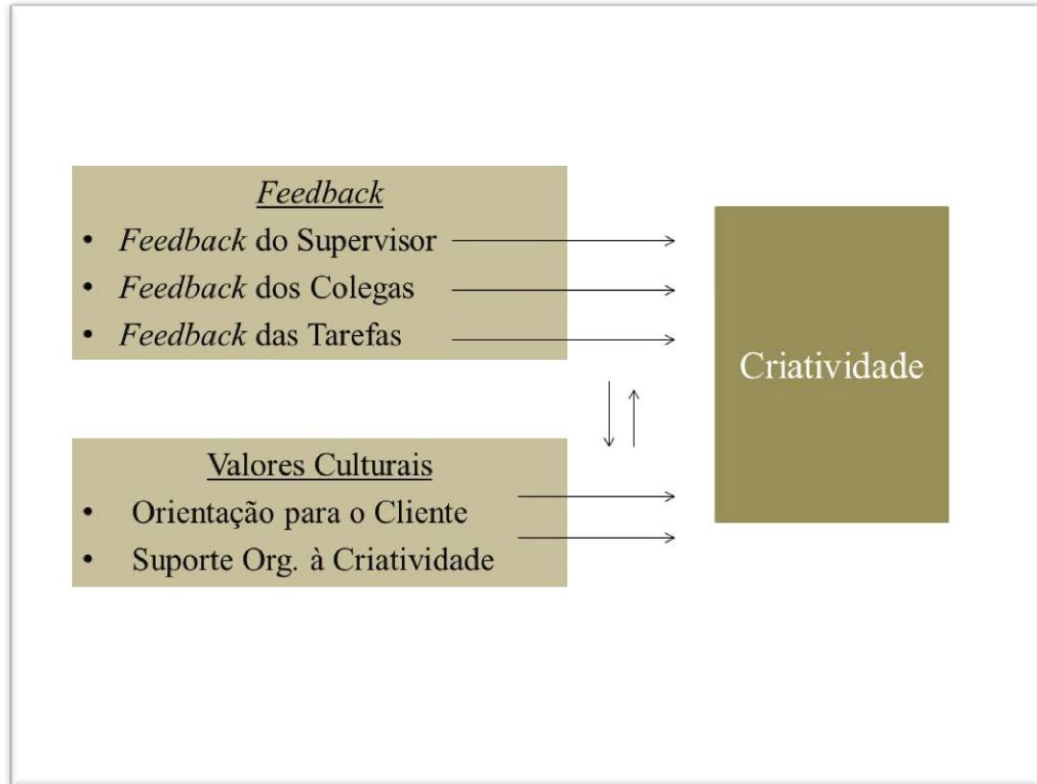 Feedback
• Feedback do Supervisor
• Feedback dos Colegas
• Feedback das Tarefas
Criatividade
Valores Culturais
• Orientação para o Cliente
• Suporte Org. à Criatividade